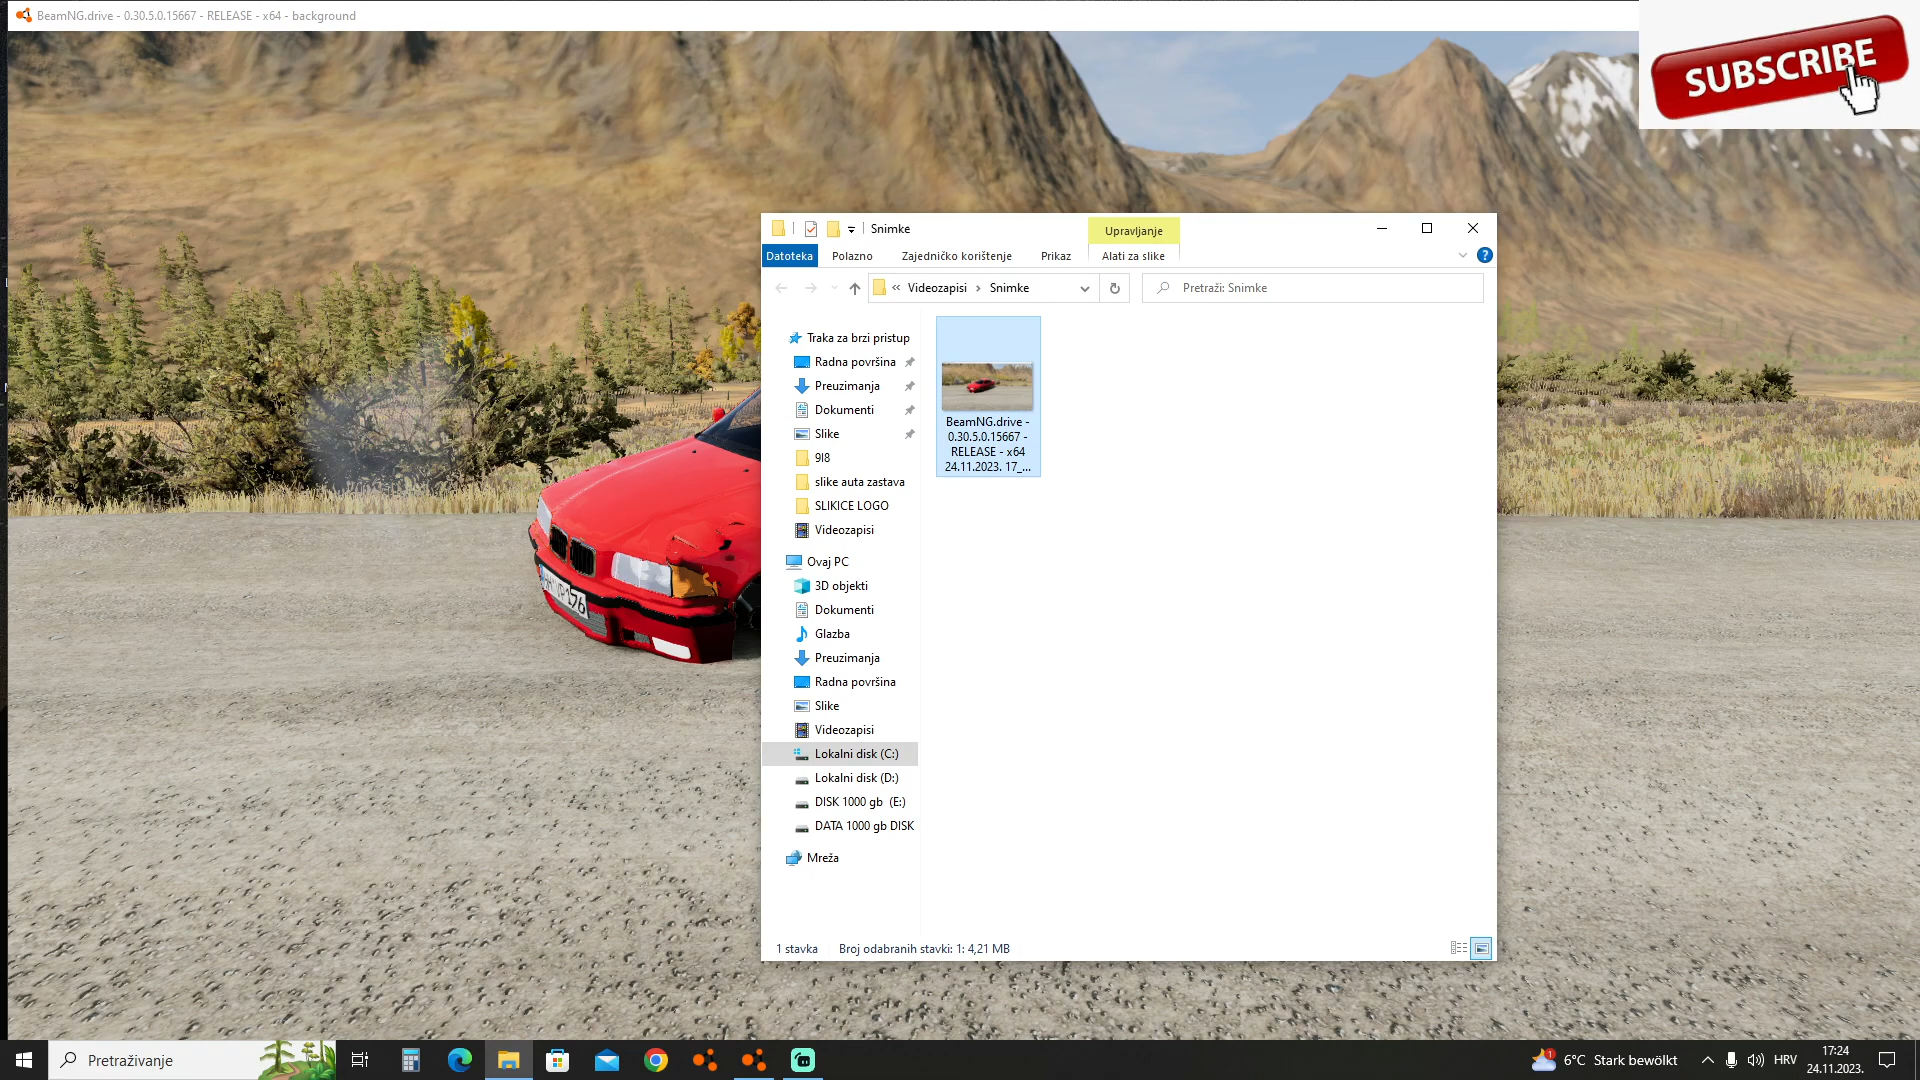 BeamNG.drive - 0.30.5.0.15667 - RELEASE - x64 - background
SUBSCRIBE
Snimke
Upravljanje
Datoteka
Polazno
Zajedničko korištenje
Prikaz
Alati za slike
?
« Videozapisi › Snimke
Pretraži: Snimke
Traka za brzi pristup
Radna površina
Preuzimanja
Dokumenti
Slike
9l8
slike auta zastava
SLIKICE LOGO
Videozapisi
Ovaj PC
3D objekti
Dokumenti
Glazba
Preuzimanja
Radna površina
Slike
Videozapisi
Lokalni disk (C:)
Lokalni disk (D:)
DISK 1000 gb (E:)
DATA 1000 gb DISK
Mreža
BeamNG.drive -
0.30.5.0.15667 -
RELEASE - x64
24.11.2023. 17_...
1 stavka
Broj odabranih stavki: 1: 4,21 MB
Pretraživanje
1
6°C Stark bewölkt
HRV
17:24
24.11.2023.